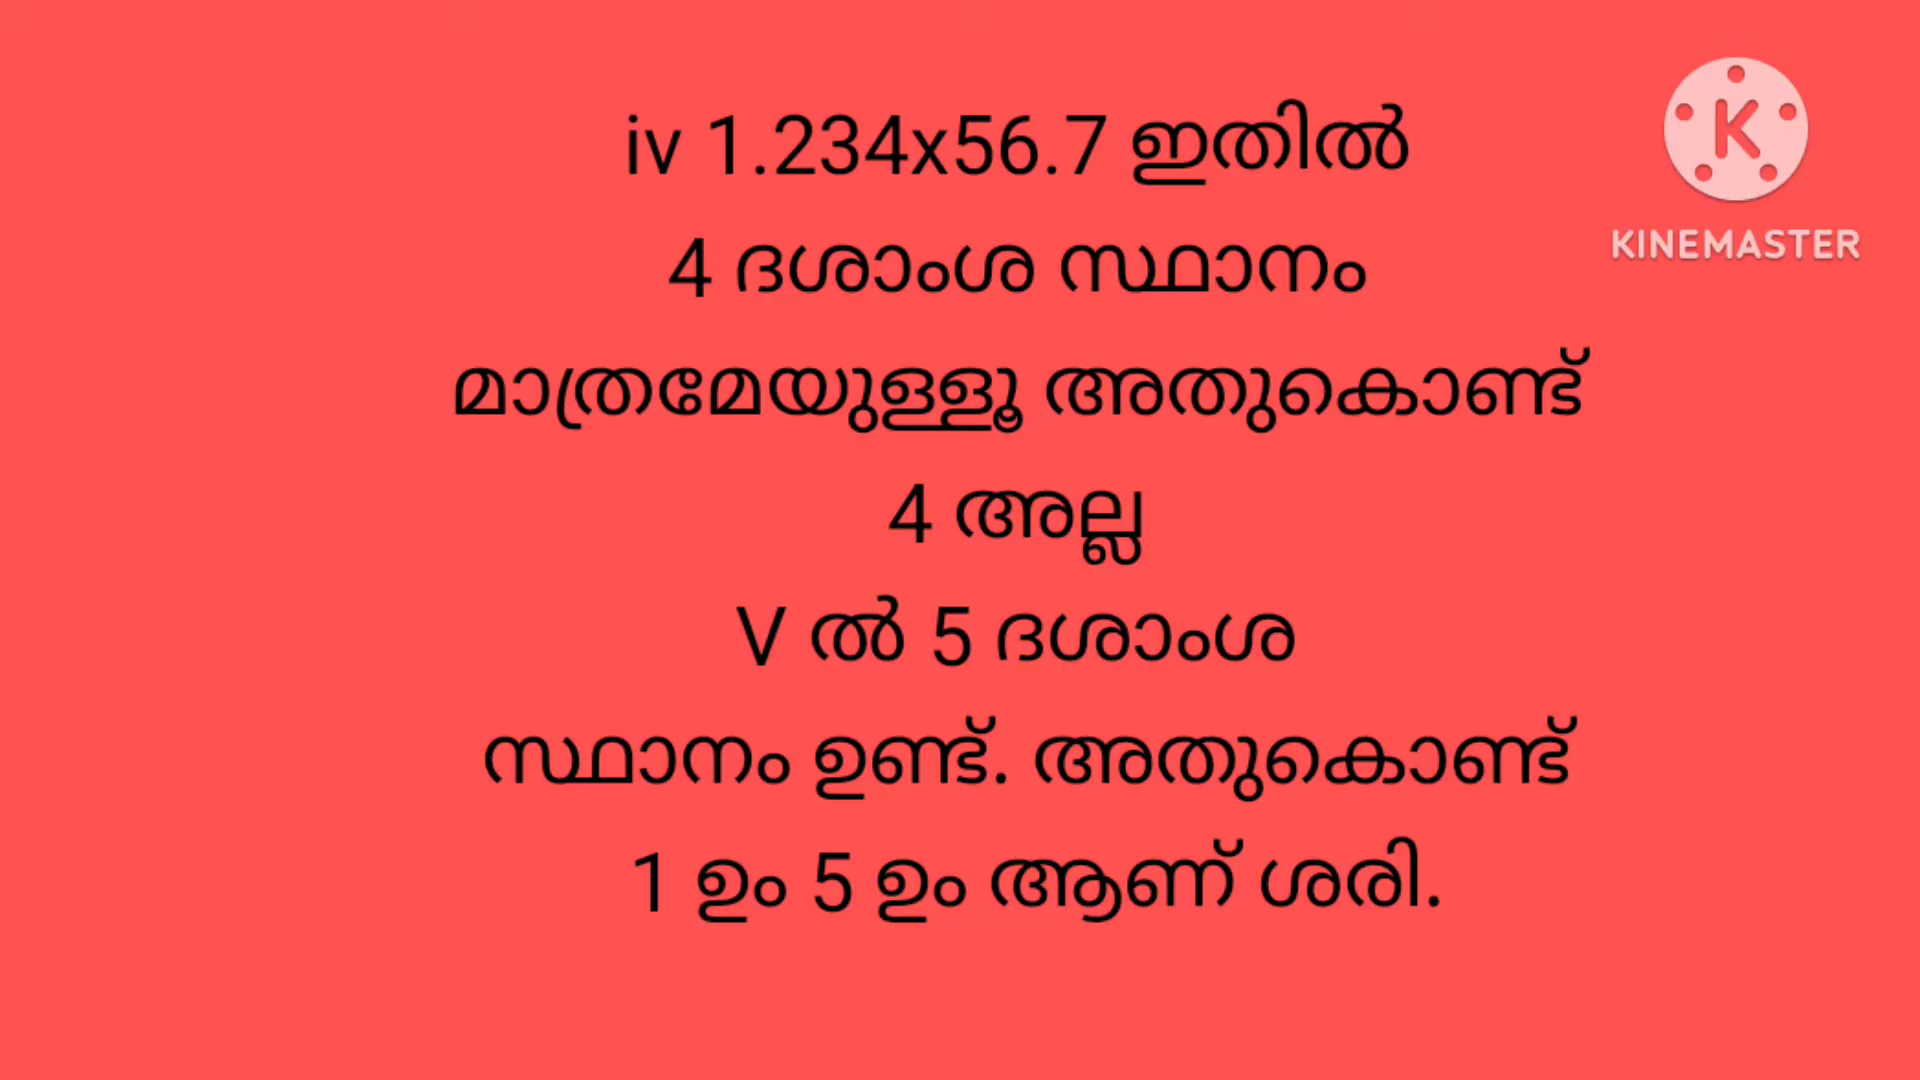 iv 1.234x56.7 ഇതിൽ
4 ദശാംശ സ്ഥാനം
മാത്രമേയുള്ളൂ അതുകൊണ്ട്
4 അല്ല
V ൽ 5 ദശാംശ
സ്ഥാനം ഉണ്ട്. അതുകൊണ്ട്
1 ഉം 5 ഉം ആണ് ശരി.
K
KINEMASTER